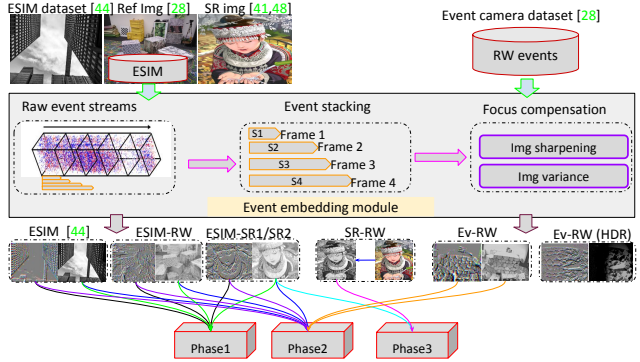 ESIM dataset [44] Ref Img [28] SR img [41,48]
Event camera dataset [28]
ESIM
RW events
Raw event streams
Event stacking
Focus compensation
S1 Frame 1
S2 Frame 2
S3 Frame 3
S4 Frame 4
Img sharpening
Img variance
Event embedding module
ESIM [44] ESIM-RW ESIM-SR1/SR2 SR-RW Ev-RW Ev-RW (HDR)
Phase1 Phase2 Phase3